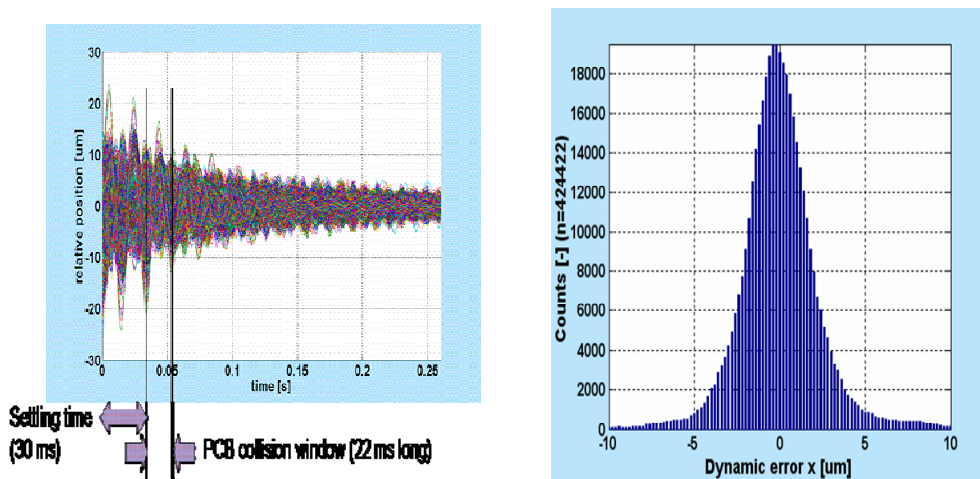 30
20
10
0
-10
-20
-30
relative position [um]
0 0.05 0.1 0.15 0.2 0.25
time [s]
Settling time
(30 ms)
PCB collision window (22 ms long)
18000
16000
14000
12000
10000
8000
6000
4000
2000
0
Counts [-] (n=424422)
-10 -5 0 5 10
Dynamic error x [um]